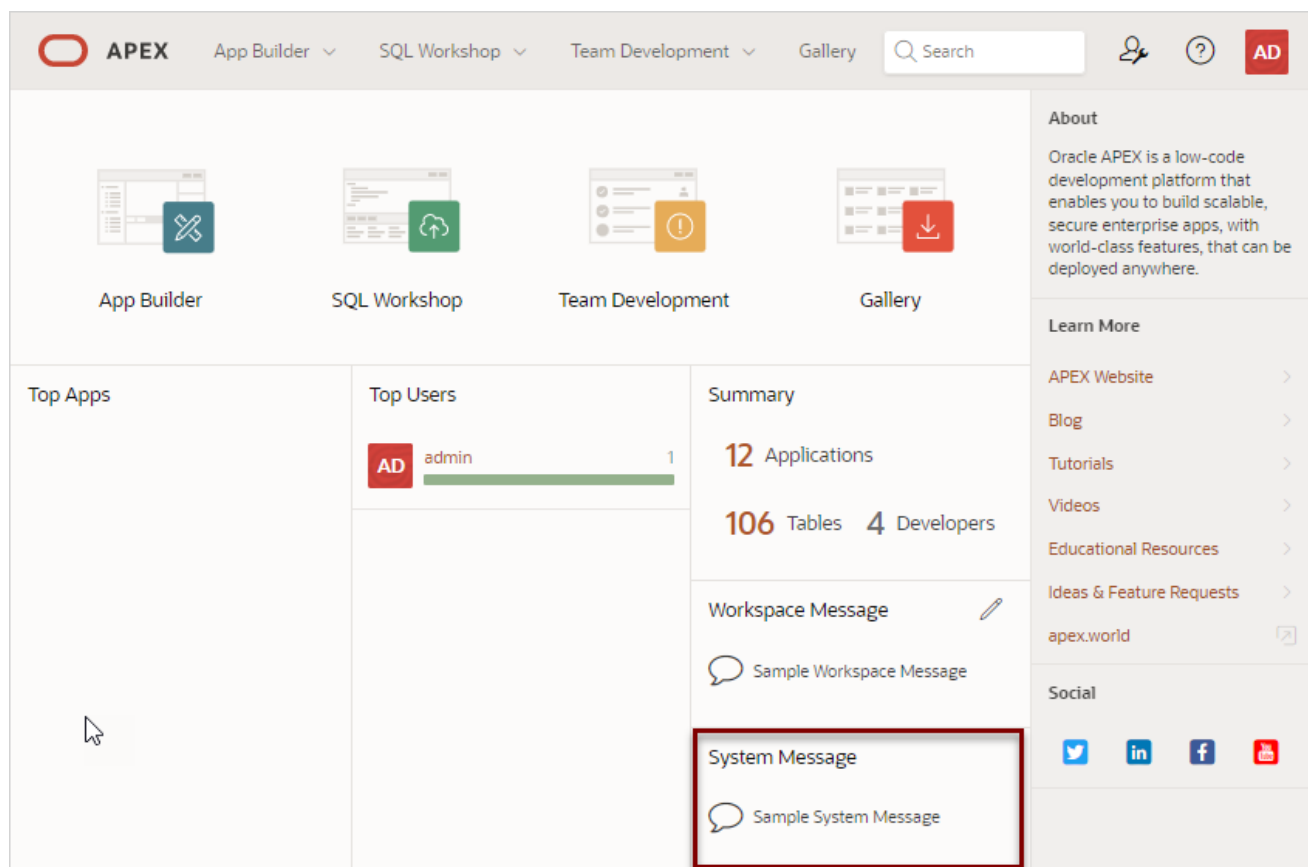 APEX App Builder SQL Workshop Team Development Gallery Search AD
App Builder SQL Workshop Team Development Gallery
Top Apps
Top Users
AD admin 1
Summary
12 Applications
106 Tables 4 Developers
Workspace Message
Sample Workspace Message
System Message
Sample System Message
About
Oracle APEX is a low-code
development platform that
enables you to build scalable,
secure enterprise apps, with
world-class features, that can be
deployed anywhere.
Learn More
APEX Website
Blog
Tutorials
Videos
Educational Resources
Ideas & Feature Requests
apex.world
Social